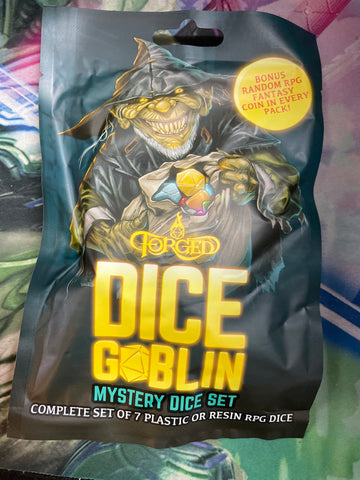 BONUS
RANDOM RPG
FANTASY
COIN IN EVERY
PACK!
FORGED
DICE
GOBLIN
MYSTERY DICE SET
COMPLETE SET OF 7 PLASTIC OR RESIN RPG DICE